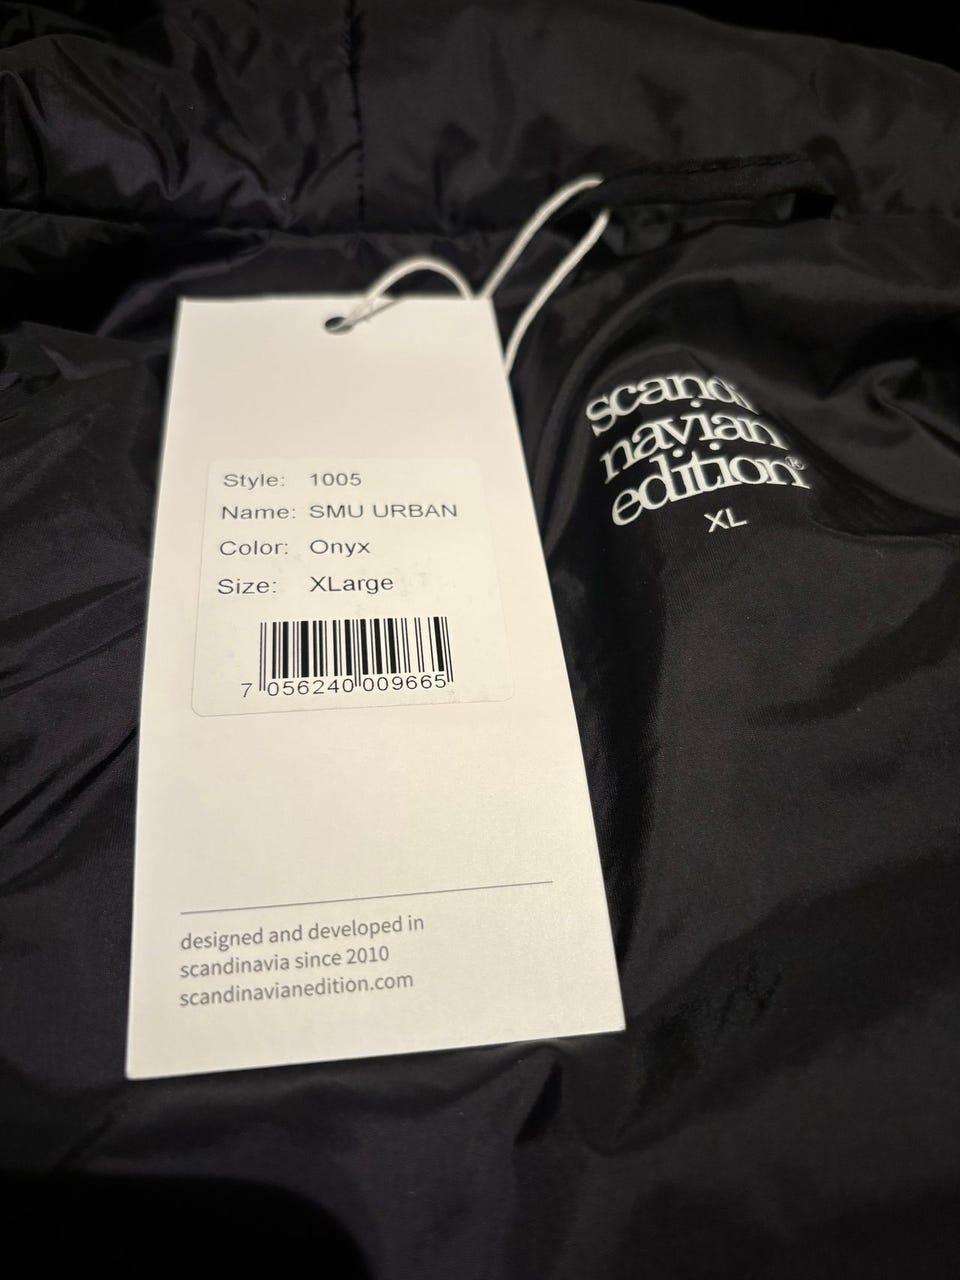 Style: 1005
Name: SMU URBAN
Color: Onyx
Size: XLarge
7 056240 009665
designed and developed in
scandinavia since 2010
scandinavianedition.com
scandi
navian
edition®
XL